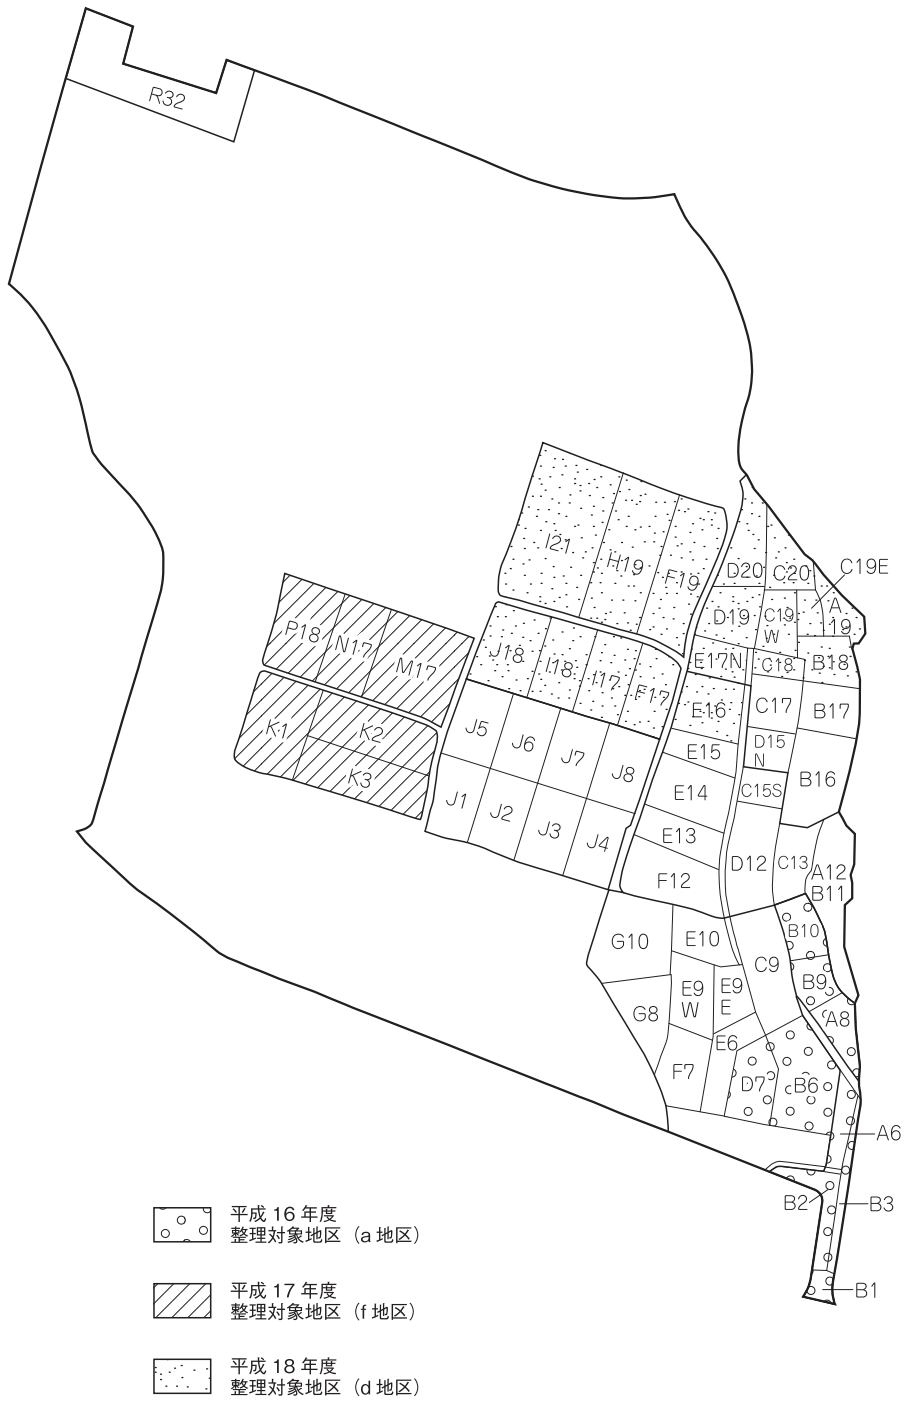 R32
I21
H19
F19
D20
C20
C19E
D19
C19
W
A
19
P18
N17
M17
J18
I18
I17
F17
E17N
C18
B18
K1
K2
K3
E16
C17
B17
J5
J6
J7
J8
E15
D15
N
B16
E14
C15S
J1
J2
J3
J4
E13
F12
D12
C13
A12
B11
G10
E10
C9
B10
B9
E9
W
E9
E
G8
A8
E6
F7
D7
B6
A6
B2
B3
B1
平成 16 年度
整理対象地区（a 地区）
平成 17 年度
整理対象地区（f 地区）
平成 18 年度
整理対象地区（d 地区）